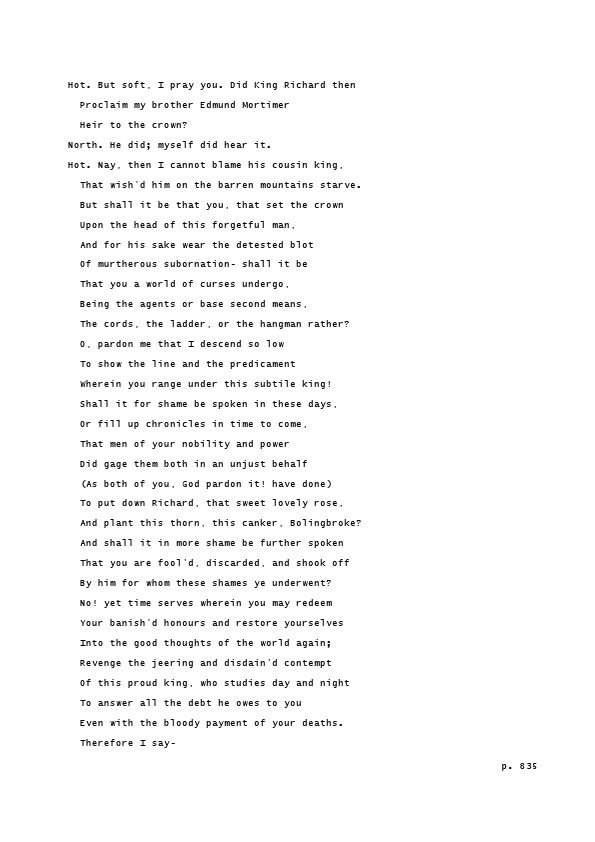 Hot. But soft, I pray you. Did King Richard then
Proclaim my brother Edmund Mortimer
Heir to the crown?
North. He did; myself did hear it.
Hot. Nay, then I cannot blame his cousin king,
That wish'd him on the barren mountains starve.
But shall it be that you, that set the crown
Upon the head of this forgetful man,
And for his sake wear the detested blot
Of murtherous subornation- shall it be
That you a world of curses undergo,
Being the agents or base second means,
The cords, the ladder, or the hangman rather?
O, pardon me that I descend so low
To show the line and the predicament
Wherein you range under this subtile king!
Shall it for shame be spoken in these days,
Or fill up chronicles in time to come,
That men of your nobility and power
Did gage them both in an unjust behalf
(As both of you, God pardon it! have done)
To put down Richard, that sweet lovely rose,
And plant this thorn, this canker, Bolingbroke?
And shall it in more shame be further spoken
That you are fool'd, discarded, and shook off
By him for whom these shames ye underwent?
No! yet time serves wherein you may redeem
Your banish'd honours and restore yourselves
Into the good thoughts of the world again;
Revenge the jeering and disdain'd contempt
Of this proud king, who studies day and night
To answer all the debt he owes to you
Even with the bloody payment of your deaths.
Therefore I say-
p. 835